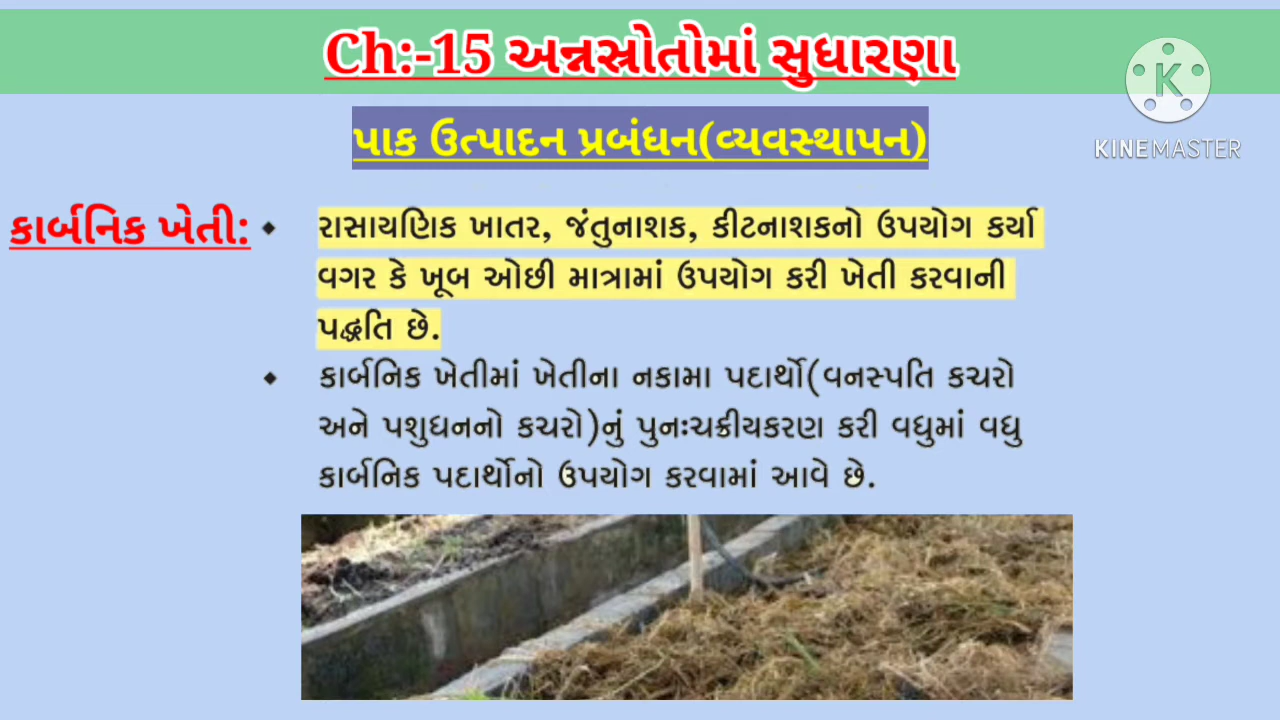 Ch:-15 અન્નસ્રોતોમાં સુધારણા
K
KINEMASTER
પાક ઉત્પાદન પ્રબંધન(વ્યવસ્થાપન)
કાર્બનિક ખેતી: રાસાયણિક ખાતર, જંતુનાશક, કીટનાશકનો ઉપયોગ કર્યા
વગર કે ખૂબ ઓછી માત્રામાં ઉપયોગ કરી ખેતી કરવાની
પદ્ધતિ છે.
કાર્બનિક ખેતીમાં ખેતીના નકામા પદાર્થો(વનસ્પતિ કચરો
અને પશુધનનો કચરો)નું પુનઃચક્રીયકરણ કરી વધુમાં વધુ
કાર્બનિક પદાર્થોનો ઉપયોગ કરવામાં આવે છે.